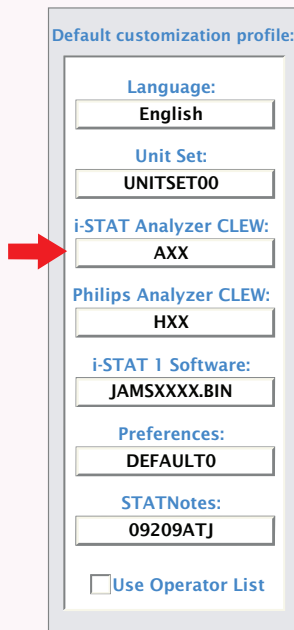 Default customization profile:
Language:
English
Unit Set:
UNITSET00
i-STAT Analyzer CLEW:
AXX
Philips Analyzer CLEW:
HXX
i-STAT 1 Software:
JAMSXXXX.BIN
Preferences:
DEFAULT0
STATNotes:
09209ATJ
Use Operator List